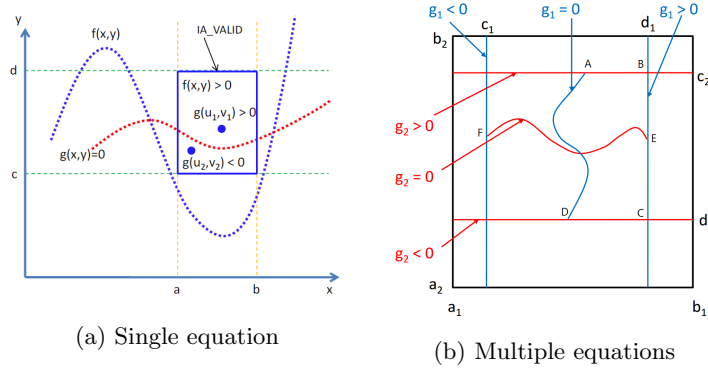 y
f(x,y)
IA_VALID
d
f(x,y) > 0
g(u₁,v₁) > 0
g(x,y)=0
g(u₂,v₂) < 0
c
a
b
x
(a) Single equation
g₁ < 0
g₁ = 0
g₁ > 0
c₁
d₁
b₂
A
B
c₂
g₂ > 0
F
E
g₂ = 0
D
C
d
g₂ < 0
a₂
a₁
b₁
(b) Multiple equations